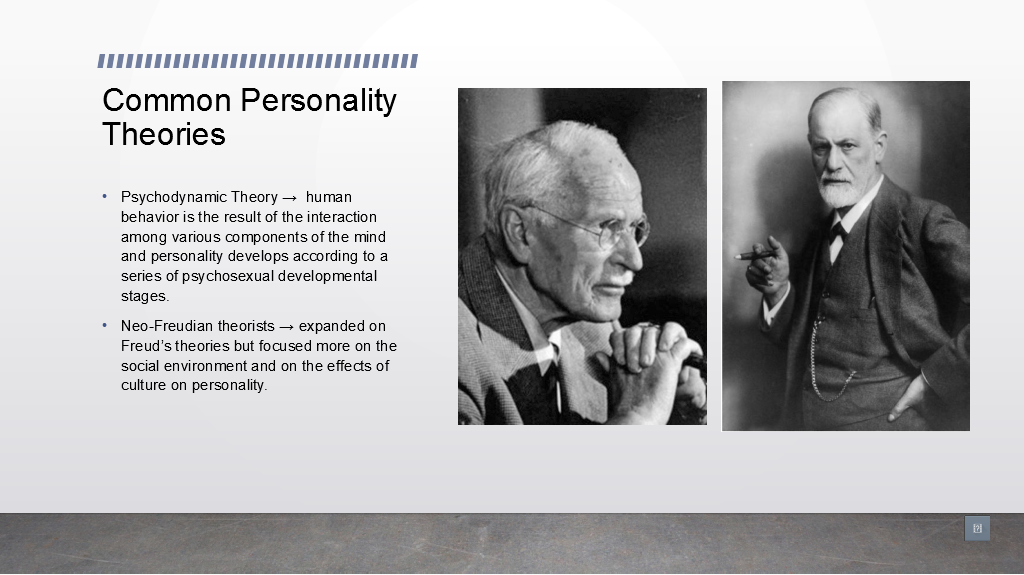 Common Personality
Theories
• Psychodynamic Theory → human
behavior is the result of the interaction
among various components of the mind
and personality develops according to a
series of psychosexual developmental
stages.
• Neo-Freudian theorists → expanded on
Freud’s theories but focused more on the
social environment and on the effects of
culture on personality.